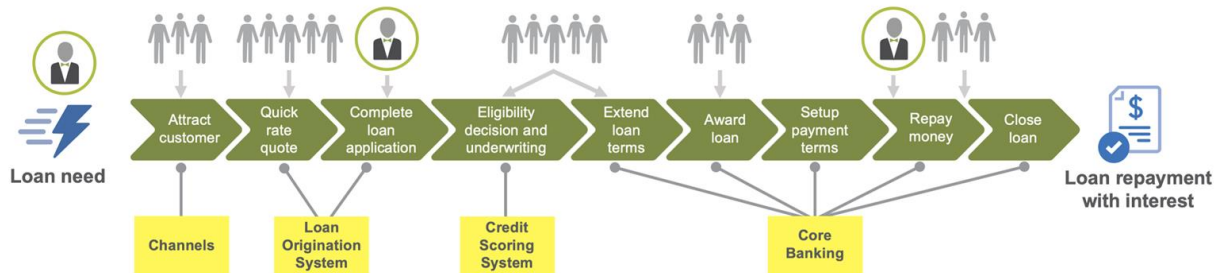 Loan need
Attract
customer
Quick
rate
quote
Complete
loan
application
Eligibility
decision and
underwriting
Extend
loan
terms
Award
loan
Setup
payment
terms
Repay
money
Close
loan
$
Loan repayment
with interest
Channels
Loan
Origination
System
Credit
Scoring
System
Core
Banking